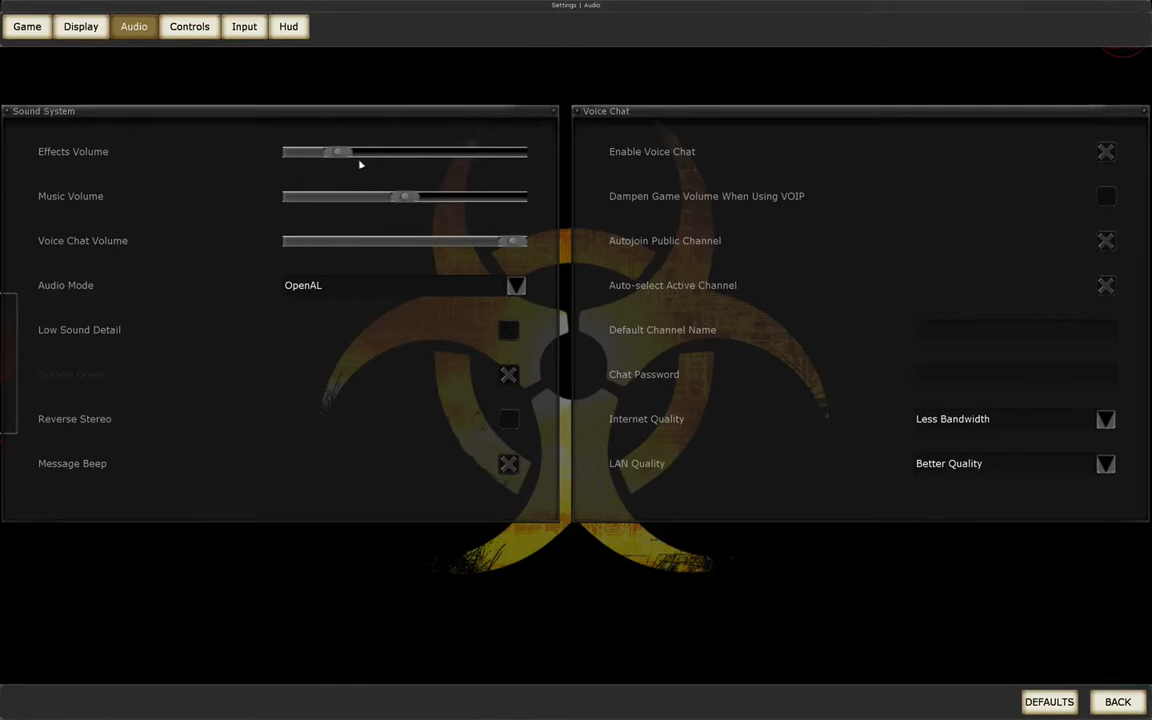 Settings | Audio
Game Display Audio Controls Input Hud
Sound System
Effects Volume
Music Volume
Voice Chat Volume
Audio Mode OpenAL
Low Sound Detail
System Driver
Reverse Stereo
Message Beep
Voice Chat
Enable Voice Chat
Dampen Game Volume When Using VOIP
Autojoin Public Channel
Auto-select Active Channel
Default Channel Name
Chat Password
Internet Quality Less Bandwidth
LAN Quality Better Quality
DEFAULTS BACK